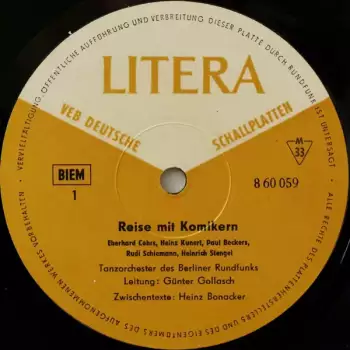 VERVIELFÄLTIGUNG, ÖFFENTLICHE AUFFÜHRUNG UND VERBREITUNG DIESER PLATTE DURCH RUNDFUNK IST UNTERSAGT
LITERA
VEB DEUTSCHE SCHALLPLATTEN
M
33
BIEM
1
8 60 059
Reise mit Komikern
Eberhard Cohrs, Heinz Kunert, Paul Beckers,
Rudi Schiemann, Heinrich Stengel
Tanzorchester des Berliner Rundfunks
Leitung: Günter Gollasch
Zwischentexte: Heinz Bonacker
ALLE RECHTE DES PLATTENHERSTELLERS UND DES EIGENTÜMERS DES AUFGENOMMENEN WERKES VORBEHALTEN